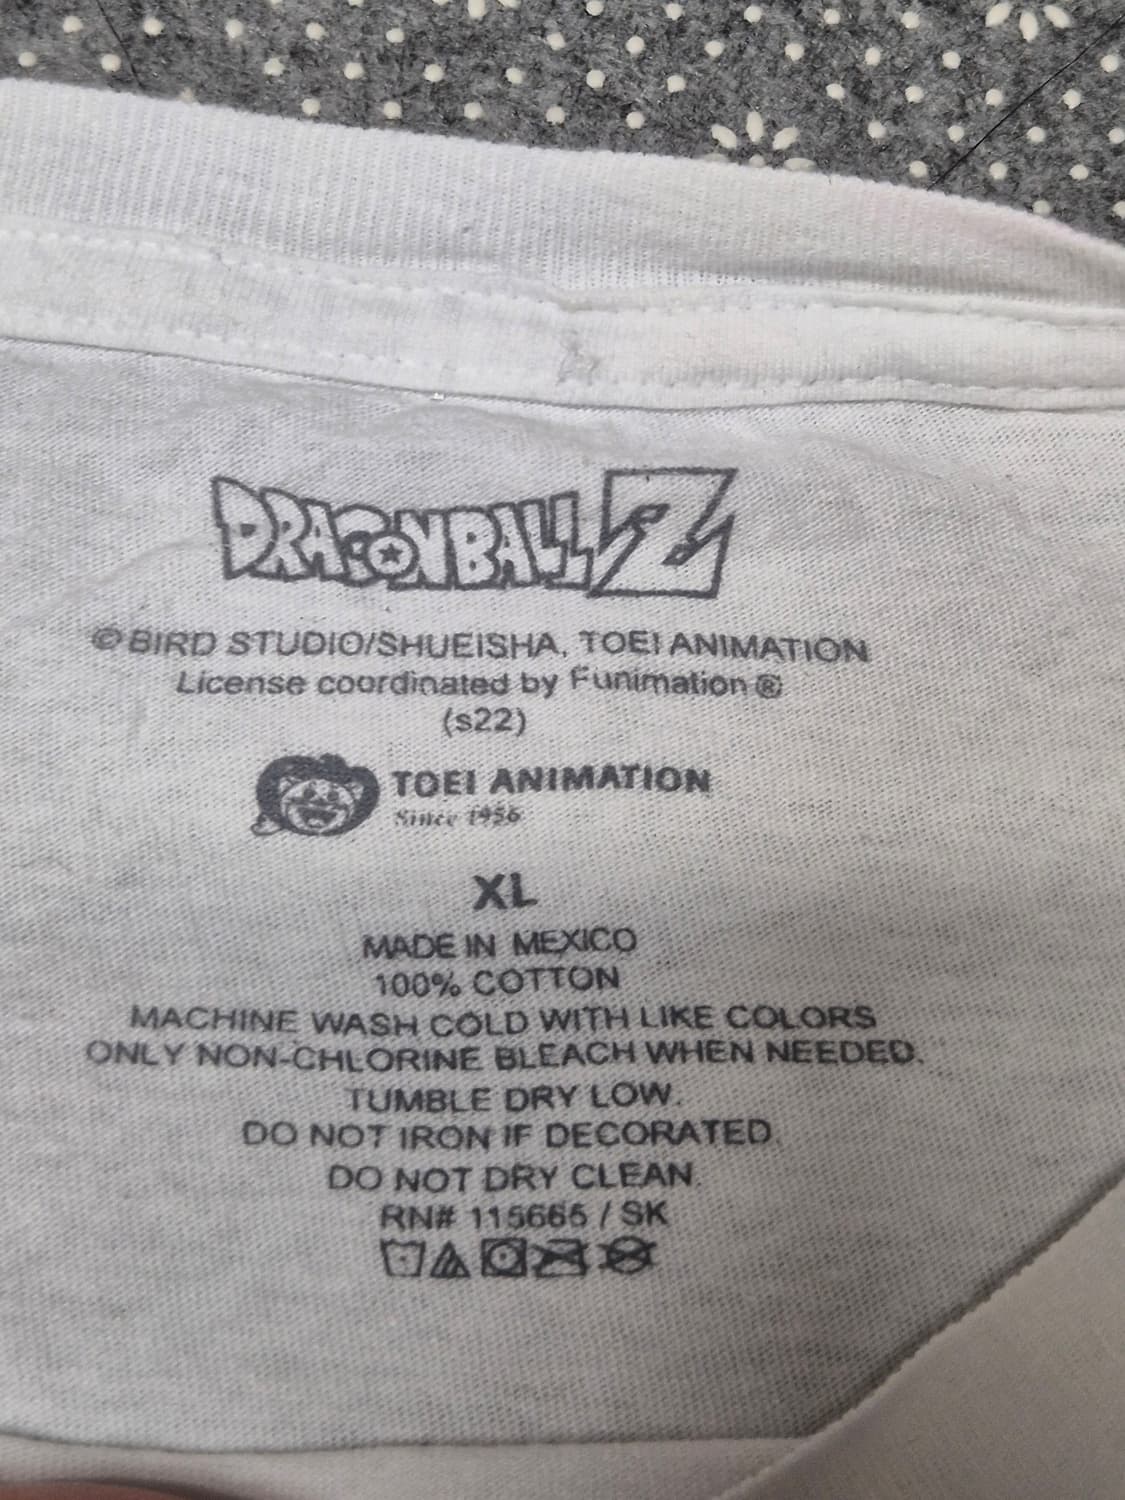 DRAGONBALL Z
© BIRD STUDIO/SHUEISHA, TOEI ANIMATION
License coordinated by Funimation ®
(s22)
TOEI ANIMATION
Since 1956
XL
MADE IN MEXICO
100% COTTON
MACHINE WASH COLD WITH LIKE COLORS
ONLY NON-CHLORINE BLEACH WHEN NEEDED.
TUMBLE DRY LOW.
DO NOT IRON IF DECORATED.
DO NOT DRY CLEAN.
RN# 115665 / SK